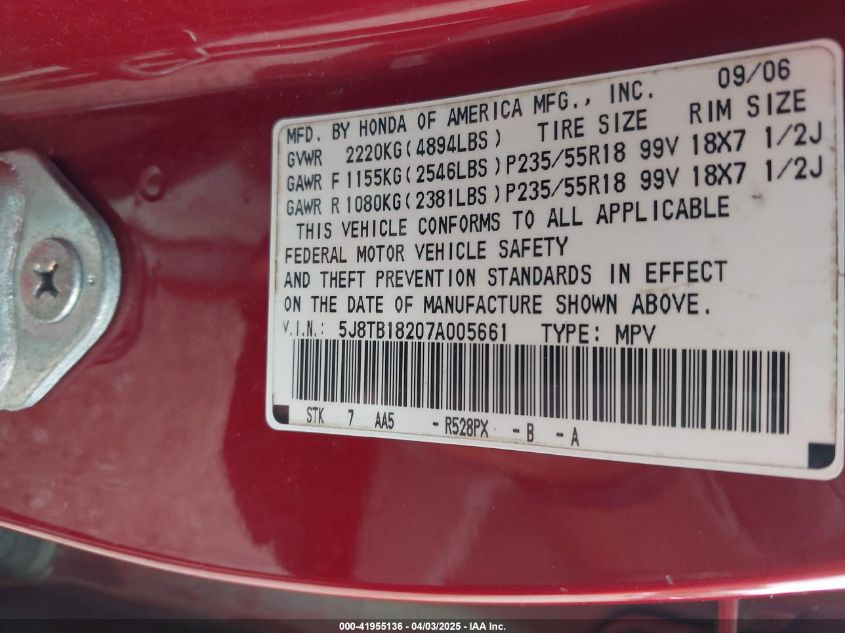 09/06
MFD. BY HONDA OF AMERICA MFG., INC.
GVWR 2220KG(4894LBS) TIRE SIZE RIM SIZE
GAWR F 1155KG(2546LBS) P235/55R18 99V 18X7 1/2J
GAWR R 1080KG(2381LBS) P235/55R18 99V 18X7 1/2J
THIS VEHICLE CONFORMS TO ALL APPLICABLE
FEDERAL MOTOR VEHICLE SAFETY
AND THEFT PREVENTION STANDARDS IN EFFECT
ON THE DATE OF MANUFACTURE SHOWN ABOVE.
V.I.N.: 5J8TB18207A005661 TYPE: MPV
STK 7 AA5 -R528PX -B -A
000-41955136 - 04/03/2025 - IAA Inc.